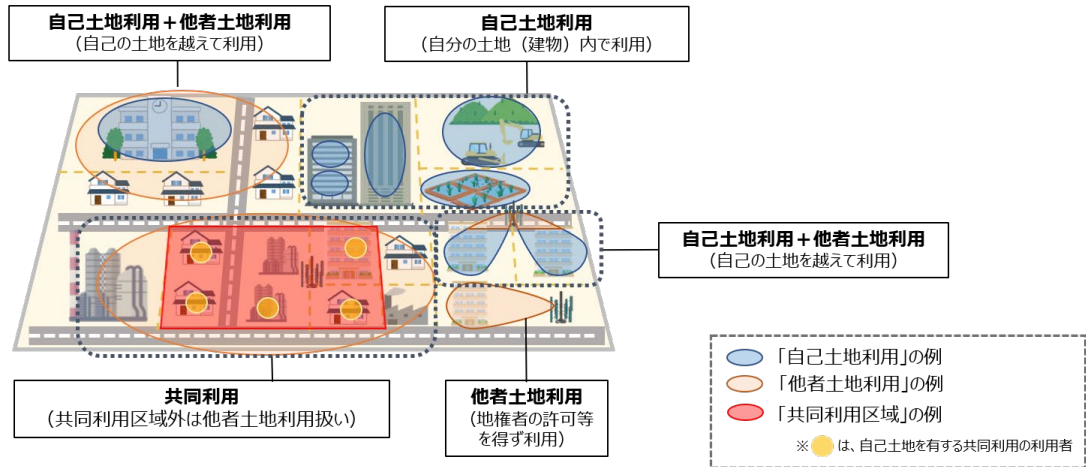 自己土地利用+他者土地利用
(自己の土地を越えて利用)
自己土地利用
(自分の土地(建物)内で利用)
自己土地利用+他者土地利用
(自己の土地を越えて利用)
共同利用
(共同利用区域外は他者土地利用扱い)
他者土地利用
(地権者の許可等
を得ず利用)
「自己土地利用」の例
「他者土地利用」の例
「共同利用区域」の例
※ は、自己土地を有する共同利用の利用者